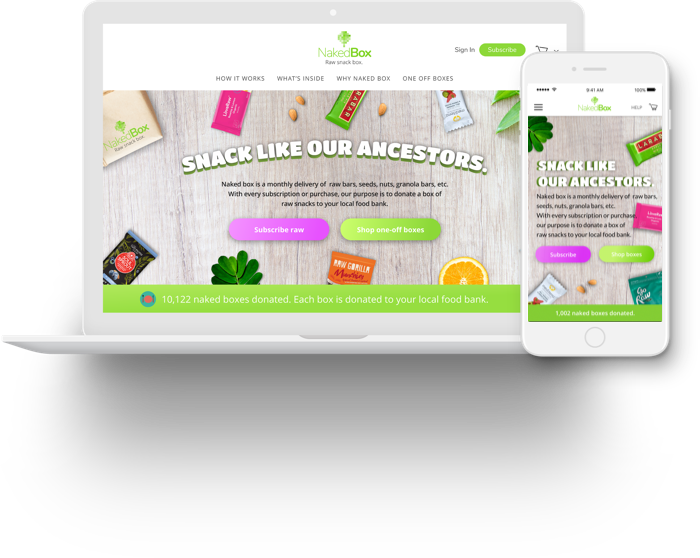 NakedBox
Raw snack box.
Sign In
Subscribe
HOW IT WORKS
WHAT'S INSIDE
WHY NAKED BOX
ONE OFF BOXES
NakedBox
Raw snack box.
LÄRABAR
SNACK LIKE OUR ANCESTORS.
Naked box is a monthly delivery of raw bars, seeds, nuts, granola bars, etc.
With every subscription or purchase, our purpose is to donate a box of
raw snacks to your local food bank.
Subscribe raw
Shop one-off boxes
RAW GORILLA
Munchies
10,122 naked boxes donated. Each box is donated to your local food bank.
9:41 AM
100%
NakedBox
HELP
LÄRABAR
SNACK LIKE
OUR ANCESTORS.
Naked box is a monthly delivery of raw bars,
seeds, nuts, granola bars, etc.
With every subscription or purchase,
our purpose is to donate a box of
raw snacks to your local food bank.
Subscribe
Shop boxes
Go Raw
1,002 naked boxes donated.